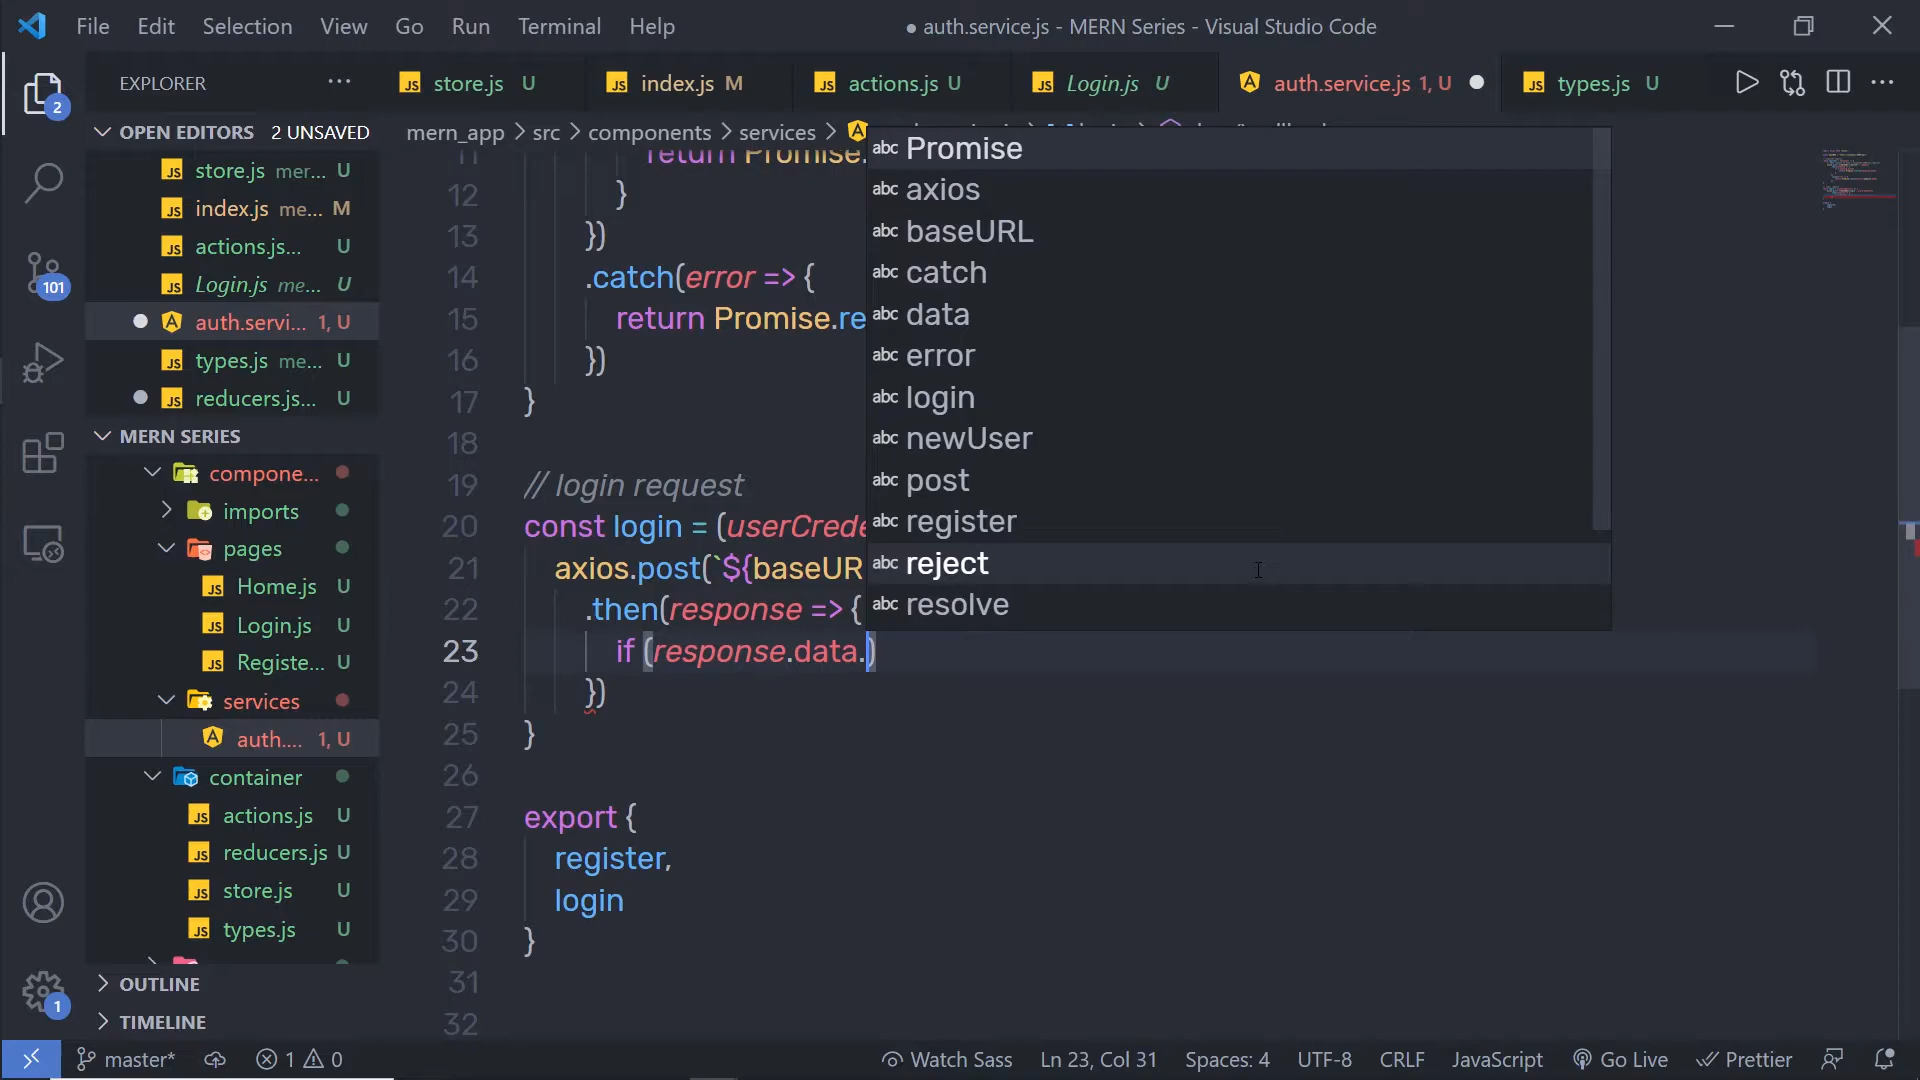 File Edit Selection View Go Run Terminal Help
● auth.service.js - MERN Series - Visual Studio Code
EXPLORER
store.js U
index.js M
actions.js U
Login.js U
auth.service.js 1, U
types.js U
OPEN EDITORS 2 UNSAVED
store.js mer... U
index.js me... M
actions.js... U
Login.js me... U
auth.servi... 1, U
types.js me... U
reducers.js... U
MERN SERIES
compone...
imports
pages
Home.js
Login.js
Registe...
services
auth.... 1, U
container
actions.js U
reducers.js U
store.js U
types.js U
OUTLINE
TIMELINE
2
101
1
mern_app > src > components > services >
return Promise.
12 }
13 })
14 .catch(error => {
15 return Promise.re
16 })
17 }
18
19 // login request
20 const login = (userCrede
21 axios.post(`${baseUR
22 .then(response => {
23 if (response.data.)
24 })
25 }
26
27 export {
28 register,
29 login
30 }
31
32
abc Promise
abc axios
abc baseURL
abc catch
abc data
abc error
abc login
abc newUser
abc post
abc register
abc reject
abc resolve
master* 1 0 Watch Sass Ln 23, Col 31 Spaces: 4 UTF-8 CRLF JavaScript Go Live Prettier